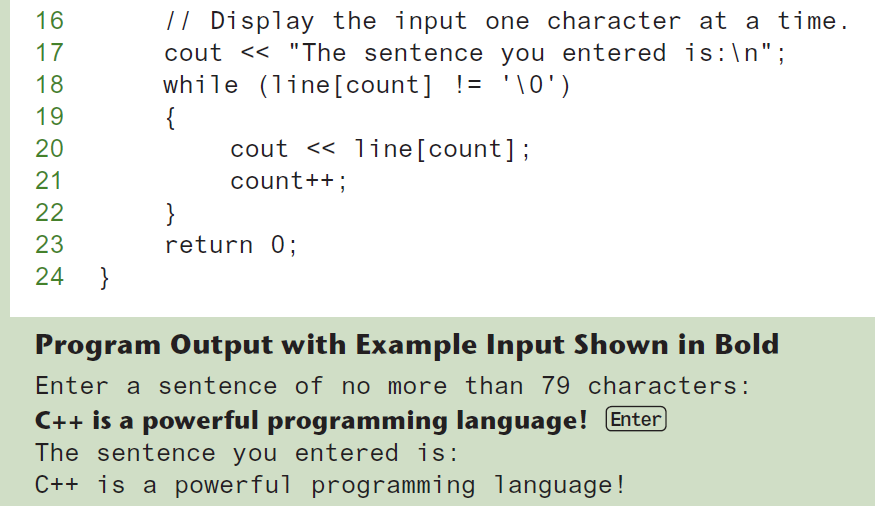 16 // Display the input one character at a time.
17 cout << "The sentence you entered is:\n";
18 while (line[count] != '\0')
19 {
20 cout << line[count];
21 count++;
22 }
23 return 0;
24 }
Program Output with Example Input Shown in Bold
Enter a sentence of no more than 79 characters:
C++ is a powerful programming language! Enter
The sentence you entered is:
C++ is a powerful programming language!